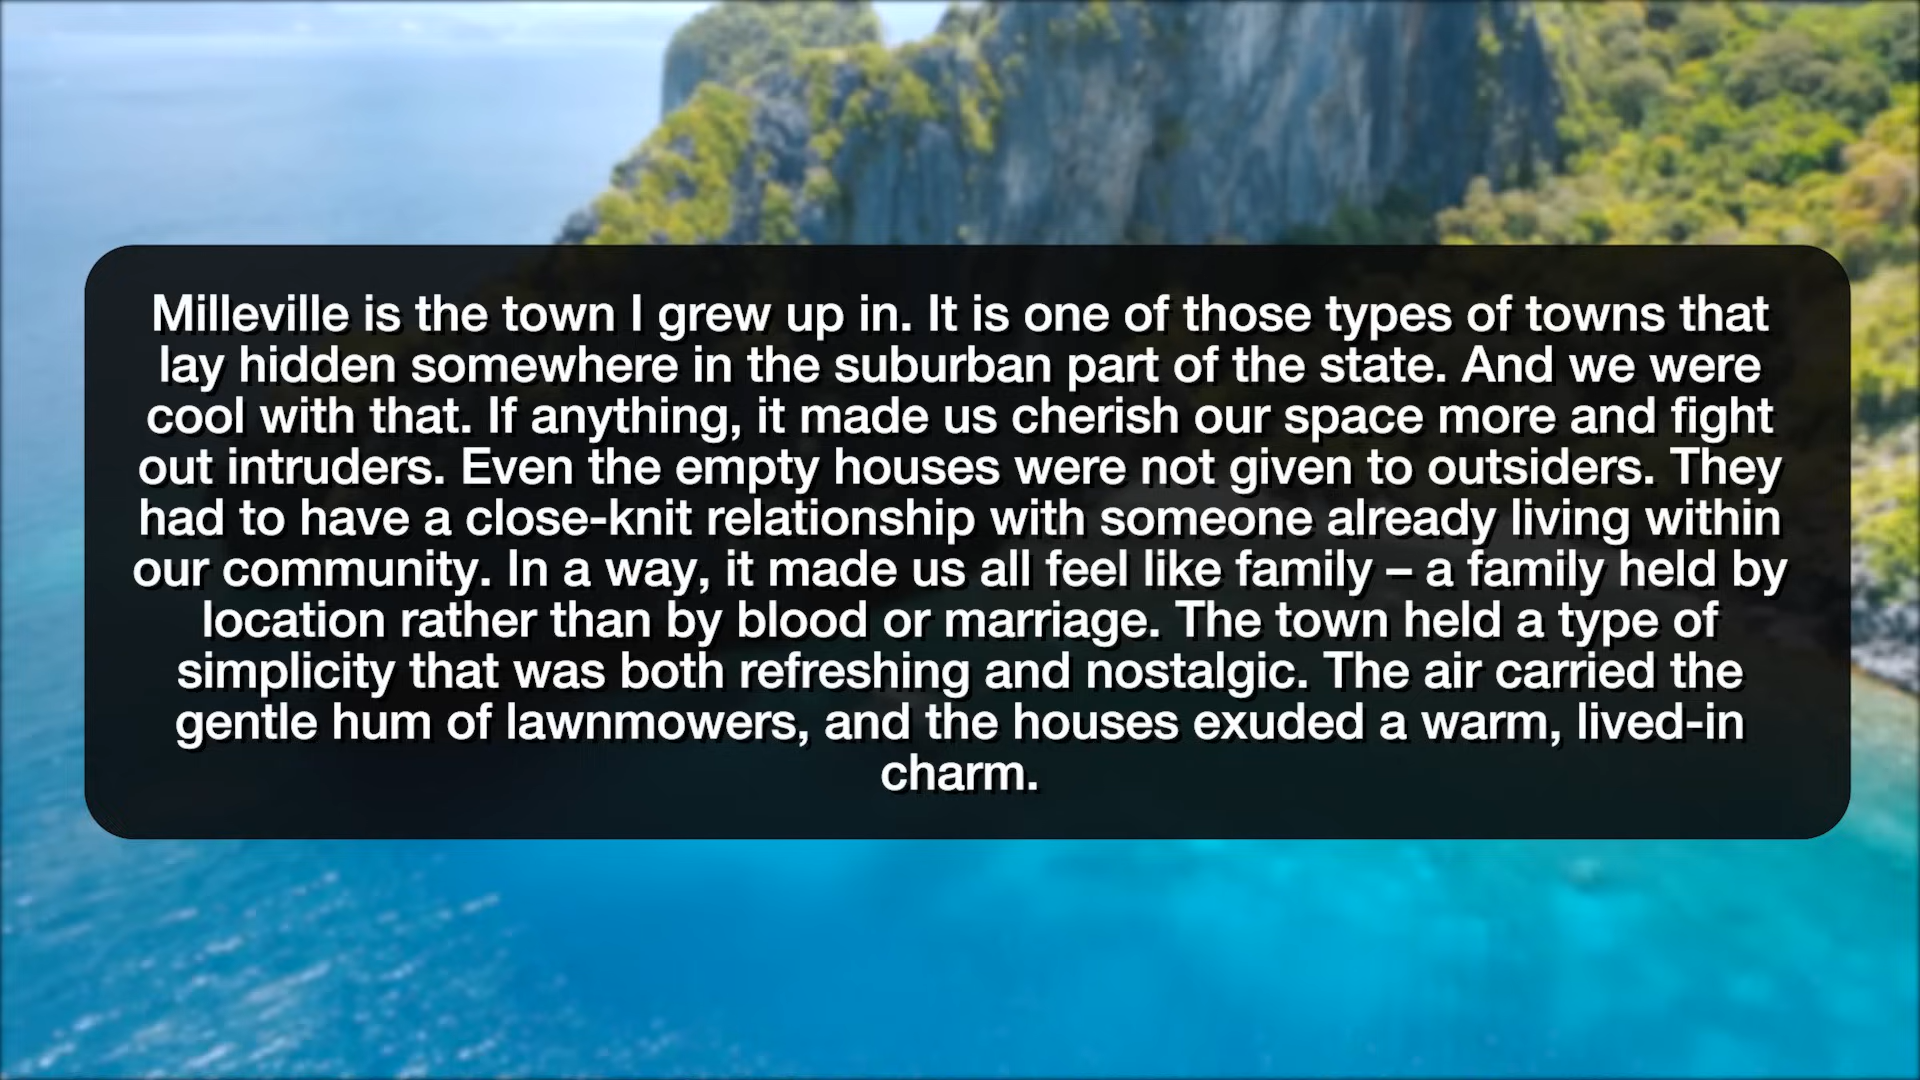 Milleville is the town I grew up in. It is one of those types of towns that
lay hidden somewhere in the suburban part of the state. And we were
cool with that. If anything, it made us cherish our space more and fight
out intruders. Even the empty houses were not given to outsiders. They
had to have a close-knit relationship with someone already living within
our community. In a way, it made us all feel like family – a family held by
location rather than by blood or marriage. The town held a type of
simplicity that was both refreshing and nostalgic. The air carried the
gentle hum of lawnmowers, and the houses exuded a warm, lived-in
charm.